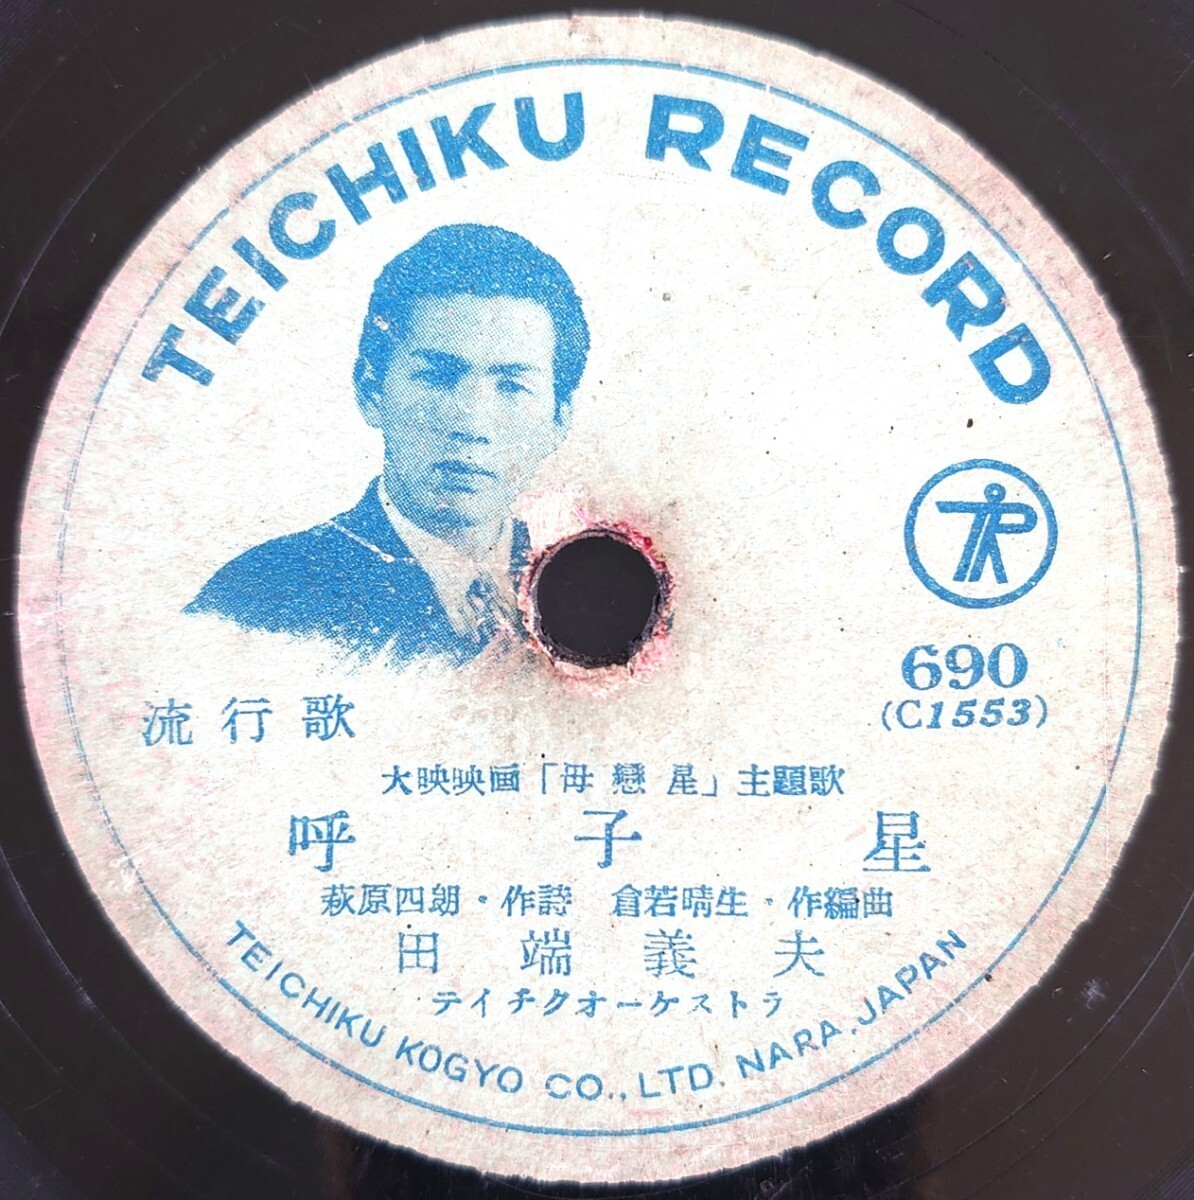 TEICHIKU RECORD
690
(C1553)
流行歌
大映映画「母戀星」主題歌
呼子星
萩原四朗・作詩 倉若晴生・作編曲
田端義夫
テイチクオーケストラ
TEICHIKU KOGYO CO., LTD. NARA, JAPAN